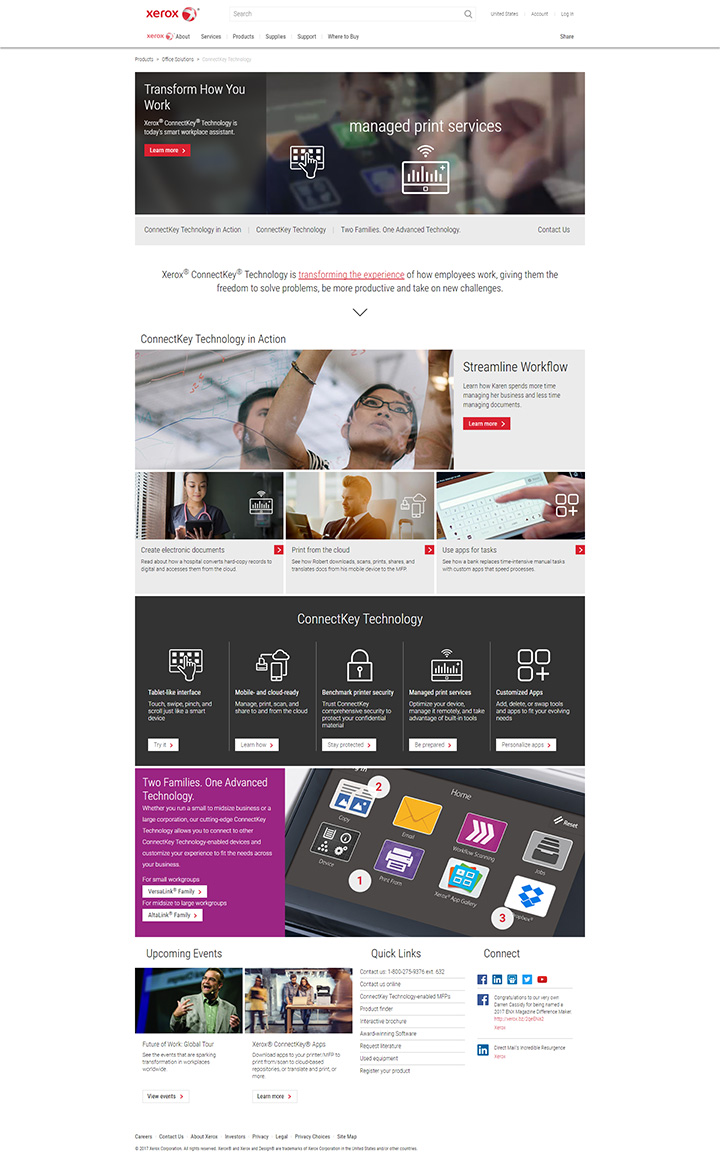 xerox
Search
United States
Account
Log In
xerox About
Services
Products
Supplies
Support
Where to Buy
Share
Products > Office Solutions > ConnectKey Technology
Transform How You
Work
Xerox® ConnectKey® Technology is
today's smart workplace assistant.
Learn more
managed print services
ConnectKey Technology in Action
ConnectKey Technology
Two Families. One Advanced Technology.
Contact Us
Xerox® ConnectKey® Technology is transforming the experience of how employees work, giving them the
freedom to solve problems, be more productive and take on new challenges.
ConnectKey Technology in Action
Streamline Workflow
Learn how Karen spends more time
managing her business and less time
managing documents.
Learn more
Create electronic documents
Read about how a hospital converts hard-copy records to
digital and accesses them from the cloud.
Print from the cloud
See how Robert downloads, scans, prints, shares, and
translates docs from his mobile device to the MFP.
Use apps for tasks
See how a bank replaces time-intensive manual tasks
with custom apps that speed processes.
ConnectKey Technology
Tablet-like interface
Touch, swipe, pinch, and
scroll just like a smart
device
Try it
Mobile- and cloud-ready
Manage, print, scan, and
share to and from the cloud
Learn how
Benchmark printer security
Trust ConnectKey
comprehensive security to
protect your confidential
material
Stay protected
Managed print services
Optimize your device,
manage it remotely, and take
advantage of built-in tools
Be prepared
Customized Apps
Add, delete, or swap tools
and apps to fit your evolving
needs
Personalize apps
Two Families. One Advanced
Technology.
Whether you run a small to midsize business or a
large corporation, our cutting-edge ConnectKey
Technology allows you to connect to other
ConnectKey Technology-enabled devices and
customize your experience to fit the needs across
your business.
For small workgroups
VersaLink® Family
For midsize to large workgroups
AltaLink® Family
Home
Reset
2
Copy
Email
Workflow Scanning
Jobs
Device
1
Print From
Xerox® App Gallery
3
Upcoming Events
Future of Work: Global Tour
See the events that are sparking
transformation in workplaces
worldwide.
View events
Xerox® ConnectKey® Apps
Download apps to your printer/MFP to
print from/scan to cloud-based
repositories, or translate and print, or
more.
Learn more
Quick Links
Contact us: 1-800-275-9376 ext. 632
Contact us online
ConnectKey Technology-enabled MFPs
Product finder
Interactive brochure
Award-winning Software
Request literature
Used equipment
Register your product
Connect
Congratulations to our very own
Darren Cassidy for being named a
2017 ENX Magazine Difference Maker
Xerox
Direct Mail's Incredible Resurgence
Xerox
Careers
Contact Us
About Xerox
Investors
Privacy
Legal
Privacy Choices
Site Map
© 2017 Xerox Corporation. All rights reserved. Xerox® and Xerox and Design® are trademarks of Xerox Corporation in the United States and/or other countries.